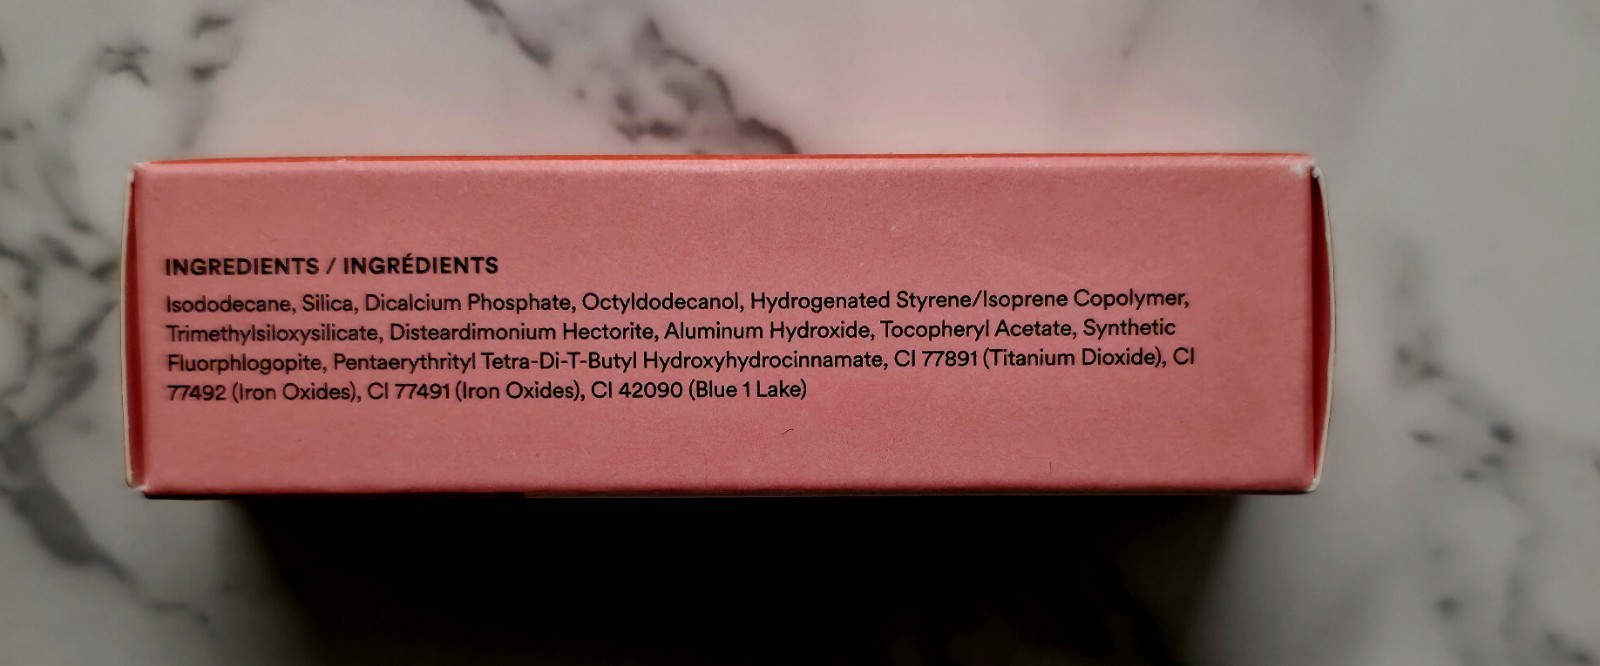 INGREDIENTS / INGRÉDIENTS
Isododecane, Silica, Dicalcium Phosphate, Octyldodecanol, Hydrogenated Styrene/Isoprene Copolymer,
Trimethylsiloxysilicate, Disteardimonium Hectorite, Aluminum Hydroxide, Tocopheryl Acetate, Synthetic
Fluorphlogopite, Pentaerythrityl Tetra-Di-T-Butyl Hydroxyhydrocinnamate, CI 77891 (Titanium Dioxide), CI
77492 (Iron Oxides), CI 77491 (Iron Oxides), CI 42090 (Blue 1 Lake)